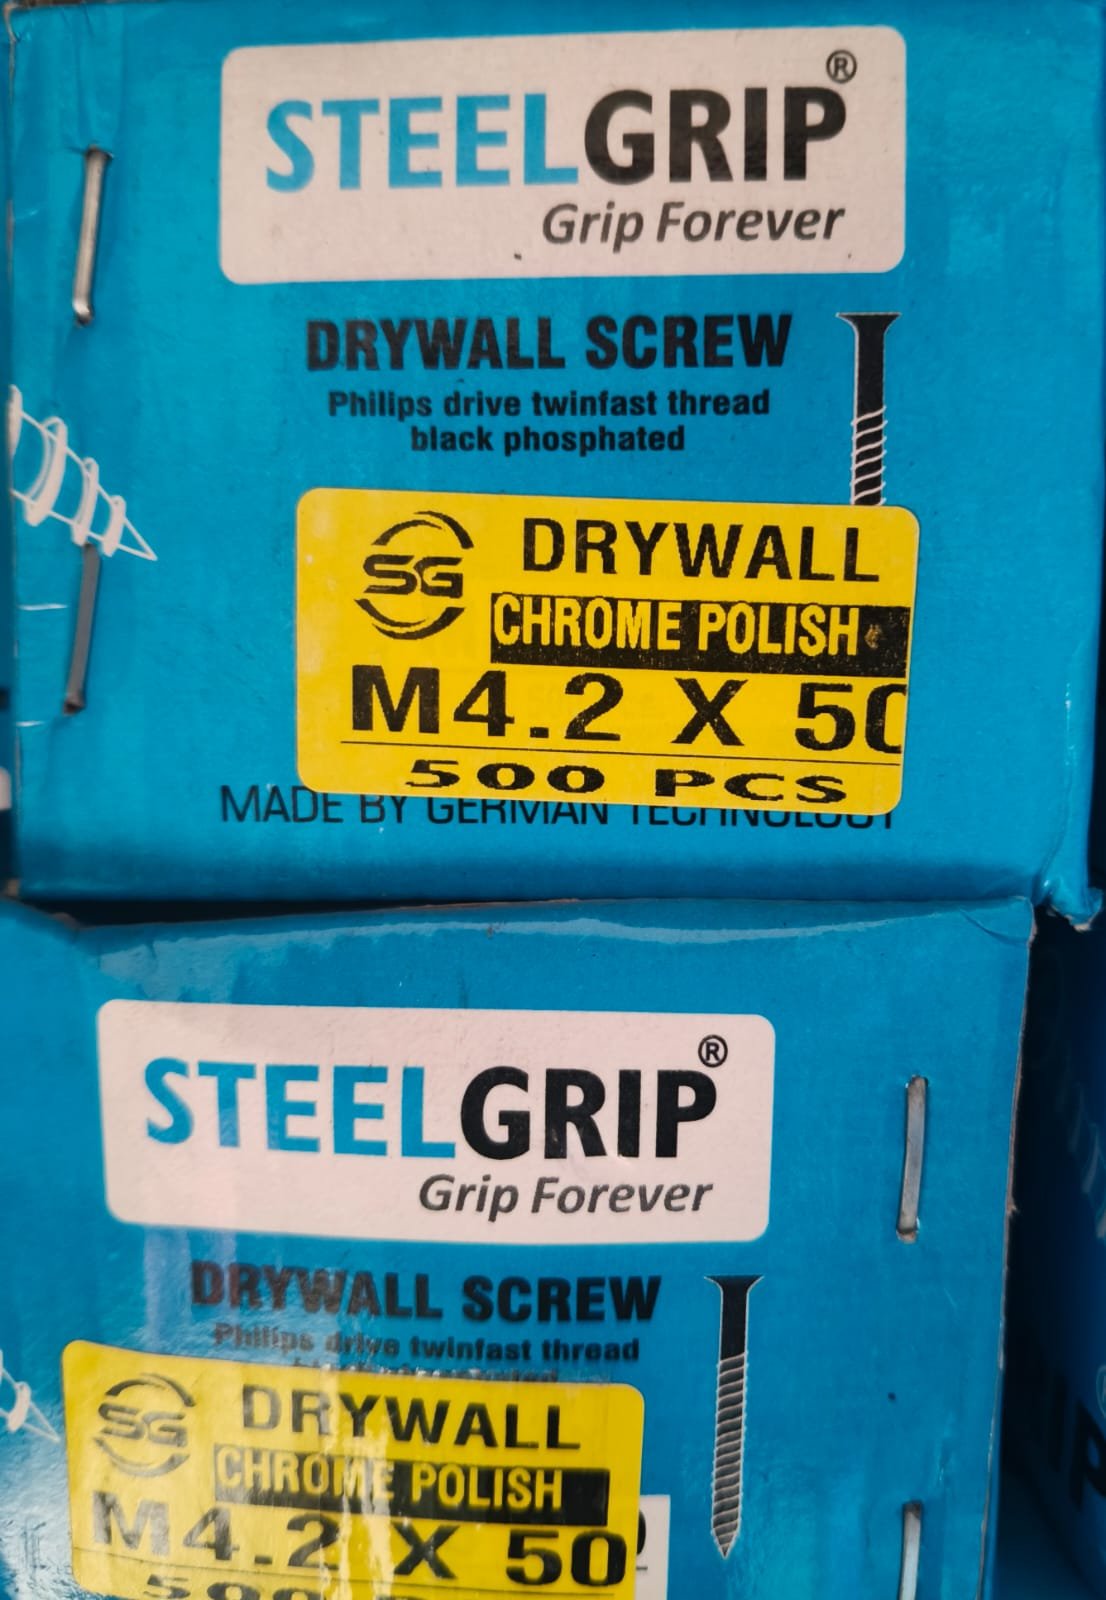 STEELGRIP®
Grip Forever
DRYWALL SCREW
Philips drive twinfast thread
black phosphated
SG
DRYWALL
CHROME POLISH
M4.2 X 50
500 PCS
MADE BY GERMAN TECHNOLOGY
STEELGRIP®
Grip Forever
DRYWALL SCREW
Philips drive twinfast thread
SG
DRYWALL
CHROME POLISH
M4.2 X 50